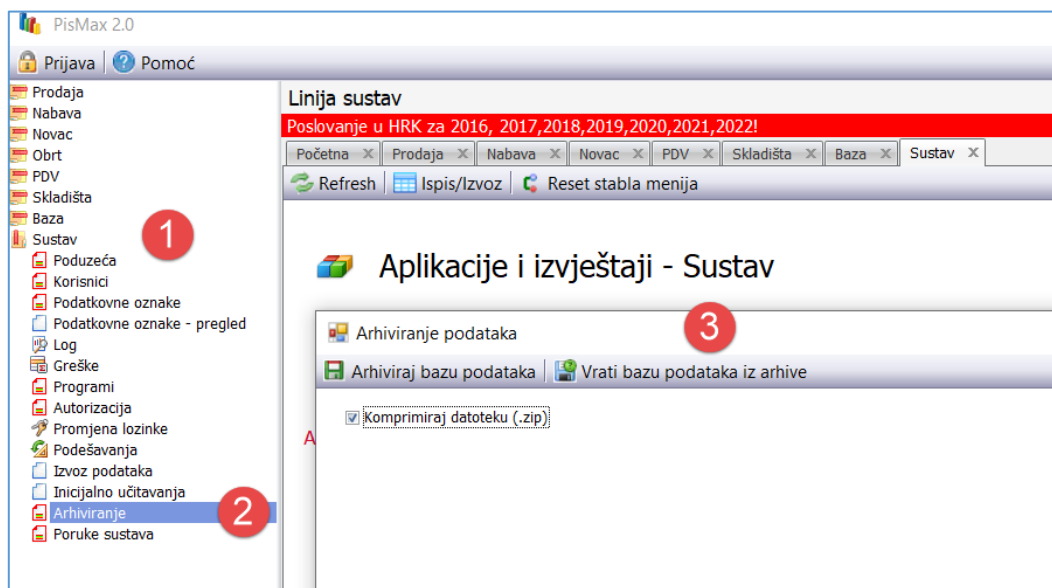 PisMax 2.0
Prijava Pomoć
Prodaja
Nabava
Novac
Obrt
PDV
Skladišta
Baza
Sustav
1
Poduzeća
Korisnici
Podatkovne oznake
Podatkovne oznake - pregled
Log
Greške
Programi
Autorizacija
Promjena lozinke
Podešavanja
Izvoz podataka
Inicijalno učitavanja
Arhiviranje
2
Poruke sustava
Linija sustav
Poslovanje u HRK za 2016, 2017,2018,2019,2020,2021,2022!
Početna x Prodaja x Nabava x Novac x PDV x Skladišta x Baza x Sustav x
Refresh Ispis/Izvoz Reset stabla menija
Aplikacije i izvještaji - Sustav
Arhiviranje podataka
3
Arhiviraj bazu podataka Vrati bazu podataka iz arhive
Komprimiraj datoteku (.zip)
A